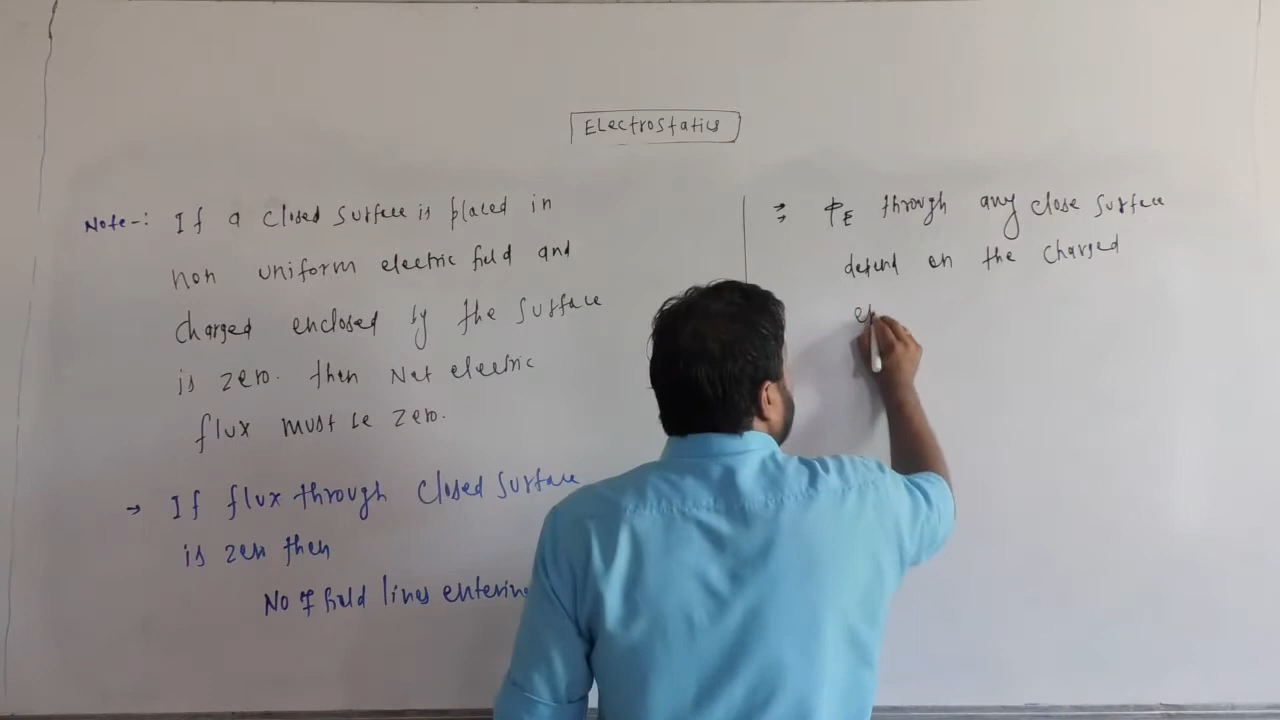 Electrostatics
Note-: If a closed surface is placed in
non uniform electric field and
charged enclosed by the surface
is zero. then Net electric
flux must be zero.
→ If flux through closed surface
is zero then
No of field lines entering
⇒ ϕE through any close surface
depend on the charged